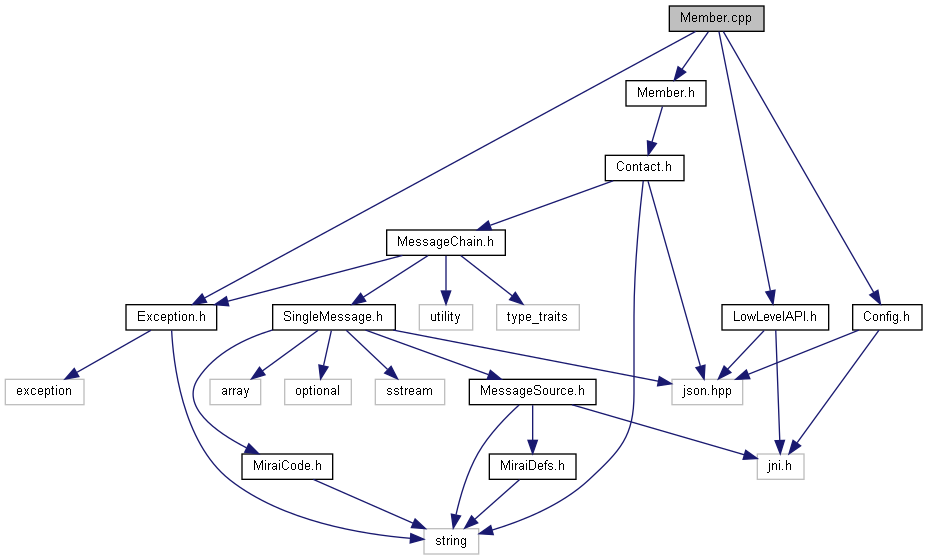 Member.cpp
Member.h
Contact.h
MessageChain.h
Exception.h
SingleMessage.h
utility
type_traits
LowLevelAPI.h
Config.h
exception
array
optional
sstream
MessageSource.h
json.hpp
MiraiCode.h
MiraiDefs.h
jni.h
string